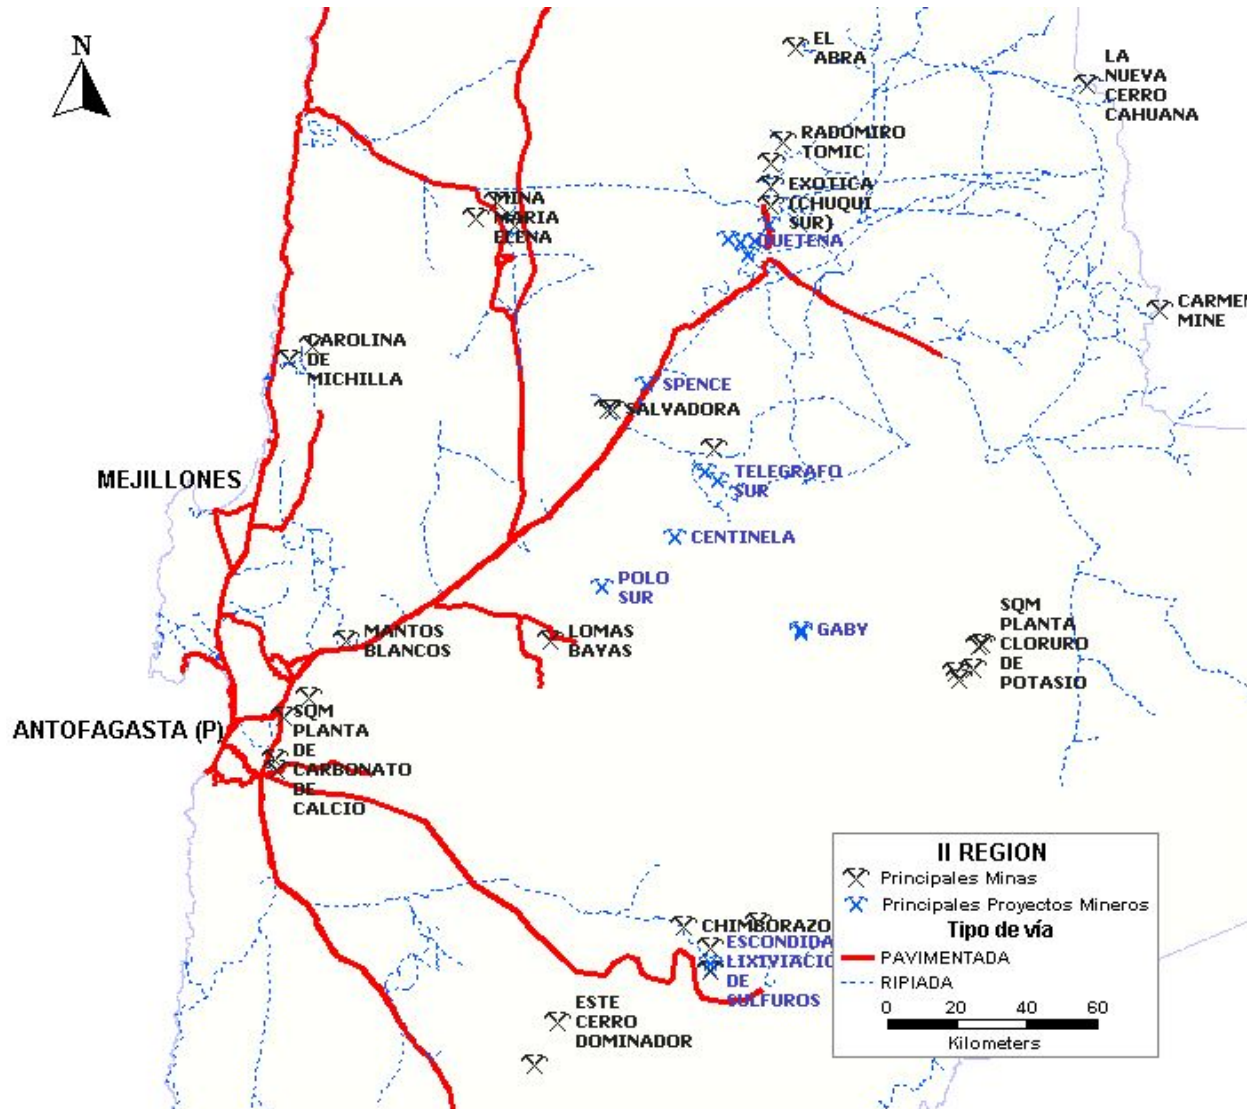 N
EL
ABRA
LA
NUEVA
CERRO
CAHUANA
RADOMIRO
TOMIC
EXOTICA
(CHUQUI
SUR)
QUETENA
MINA
MARIA
ELENA
CARMEN
MINE
CAROLINA
DE
MICHILLA
SPENCE
SALVADORA
MEJILLONES
TELEGRAFO
SUR
CENTINELA
POLO
SUR
MANTOS
BLANCOS
LOMAS
BAYAS
GABY
SQM
PLANTA
CLORURO
DE
POTASIO
ANTOFAGASTA (P)
SQM
PLANTA
DE
CARBONATO
DE
CALCIO
CHIMBORAZO
ESCONDIDA
LIXIVIACIO
DE
SULFUROS
ESTE
CERRO
DOMINADOR
II REGION
Principales Minas
Principales Proyectos Mineros
Tipo de vía
PAVIMENTADA
RIPIADA
0 20 40 60
Kilometers